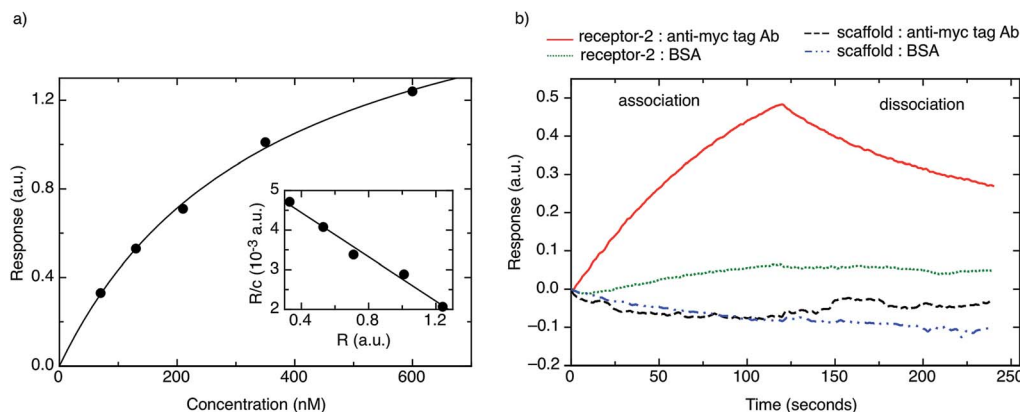 a)
Response (a.u.)
1.2
0.8
0.4
0.0
0
200
400
600
Concentration (nM)
R/c (10-3 a.u.)
5
4
3
2
0.4
0.8
1.2
R (a.u.)
b)
receptor-2 : anti-myc tag Ab
receptor-2 : BSA
scaffold : anti-myc tag Ab
scaffold : BSA
association
dissociation
Response (a.u.)
0.5
0.4
0.3
0.2
0.1
0.0
−0.1
−0.2
0
50
100
150
200
250
Time (seconds)